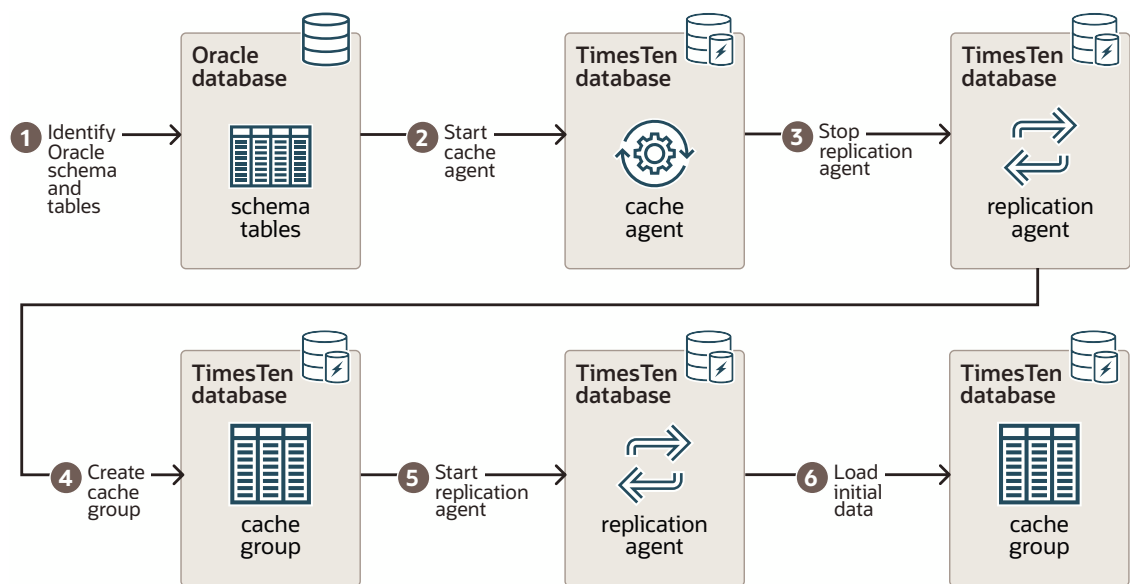 1 Identify
Oracle
schema
and
tables
Oracle
database
schema
tables
2 Start
cache
agent
TimesTen
database
cache
agent
3 Stop
replication
agent
TimesTen
database
replication
agent
4 Create
cache
group
TimesTen
database
cache
group
5 Start
replication
agent
TimesTen
database
replication
agent
6 Load
initial
data
TimesTen
database
cache
group